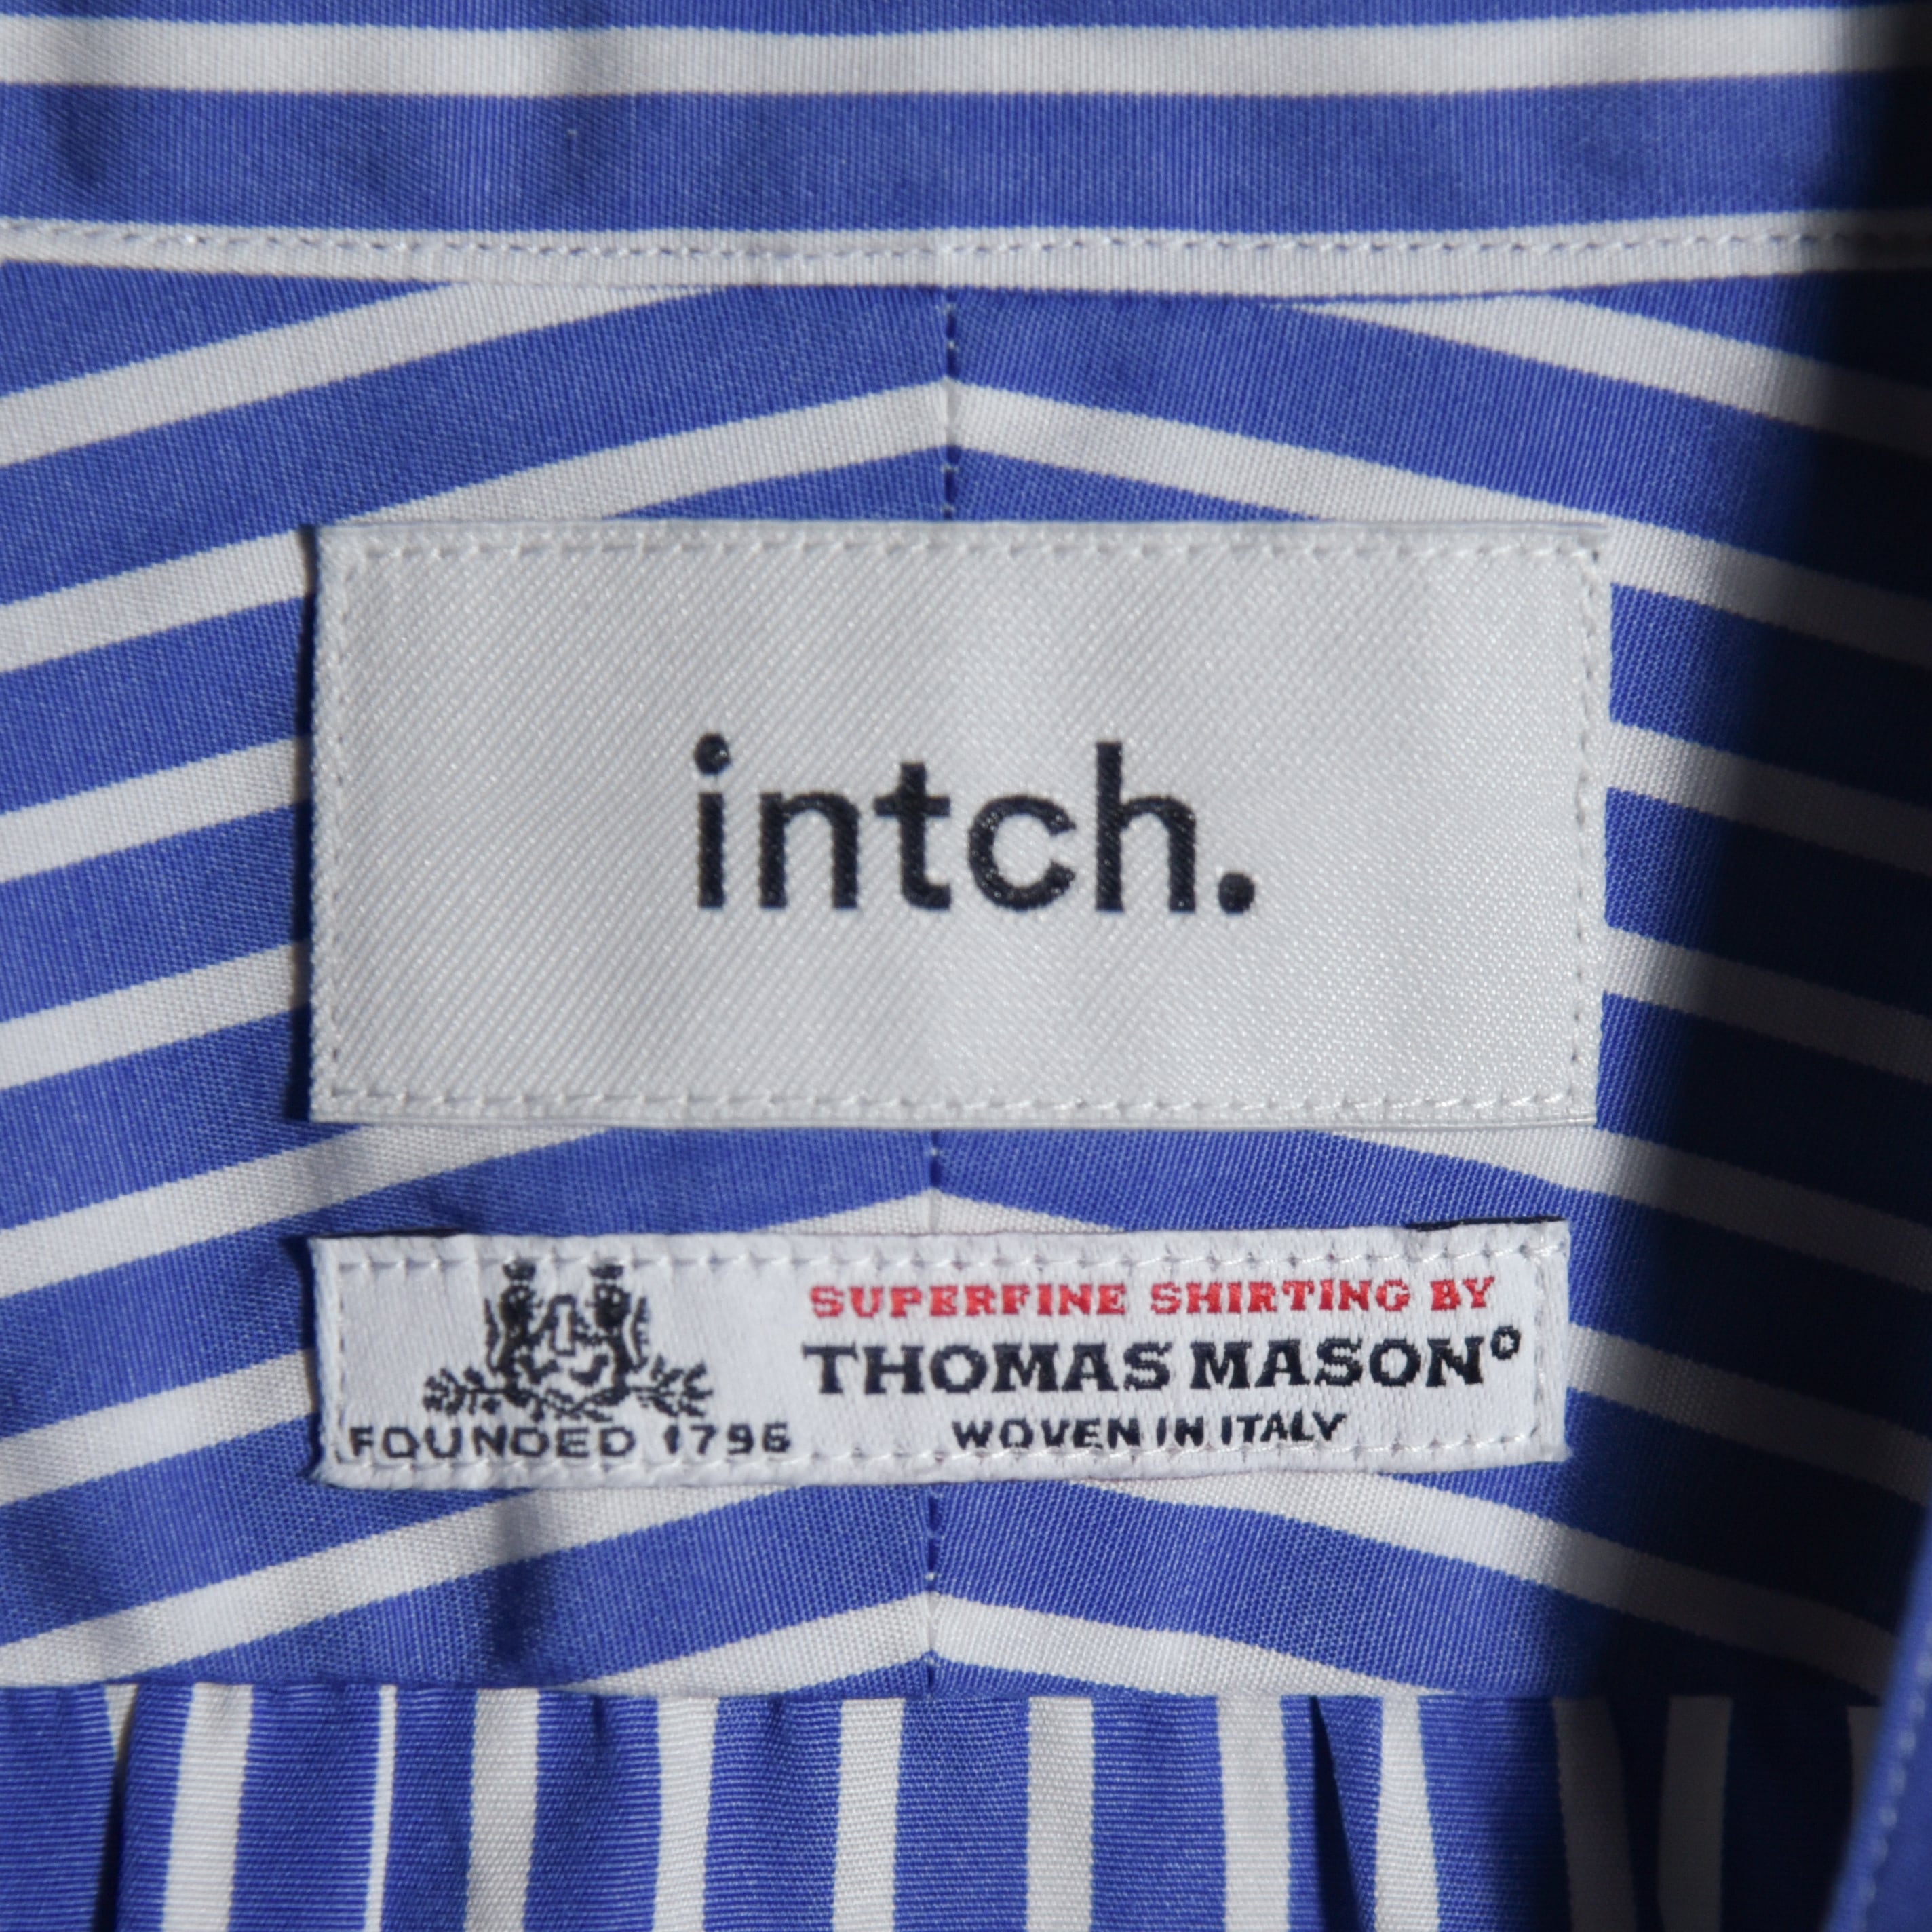 intch.
SUPERFINE SHIRTING BY
THOMAS MASON°
WOVEN IN ITALY
FOUNDED 1796